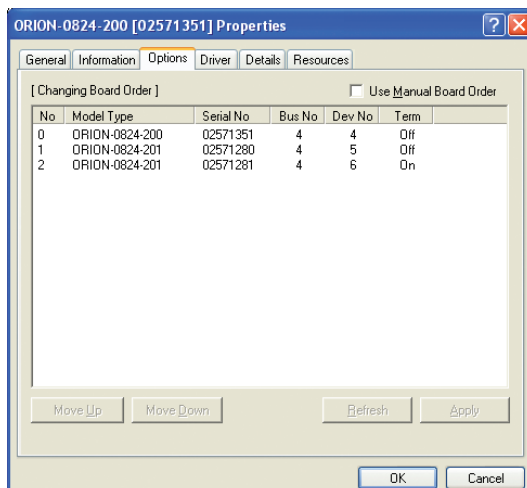 ORION-0824-200 [02571351] Properties
General Information Options Driver Details Resources
[ Changing Board Order ] Use Manual Board Order
No Model Type Serial No Bus No Dev No Term
0 ORION-0824-200 02571351 4 4 Off
1 ORION-0824-201 02571280 4 5 Off
2 ORION-0824-201 02571281 4 6 On
Move Up Move Down Refresh Apply
OK Cancel